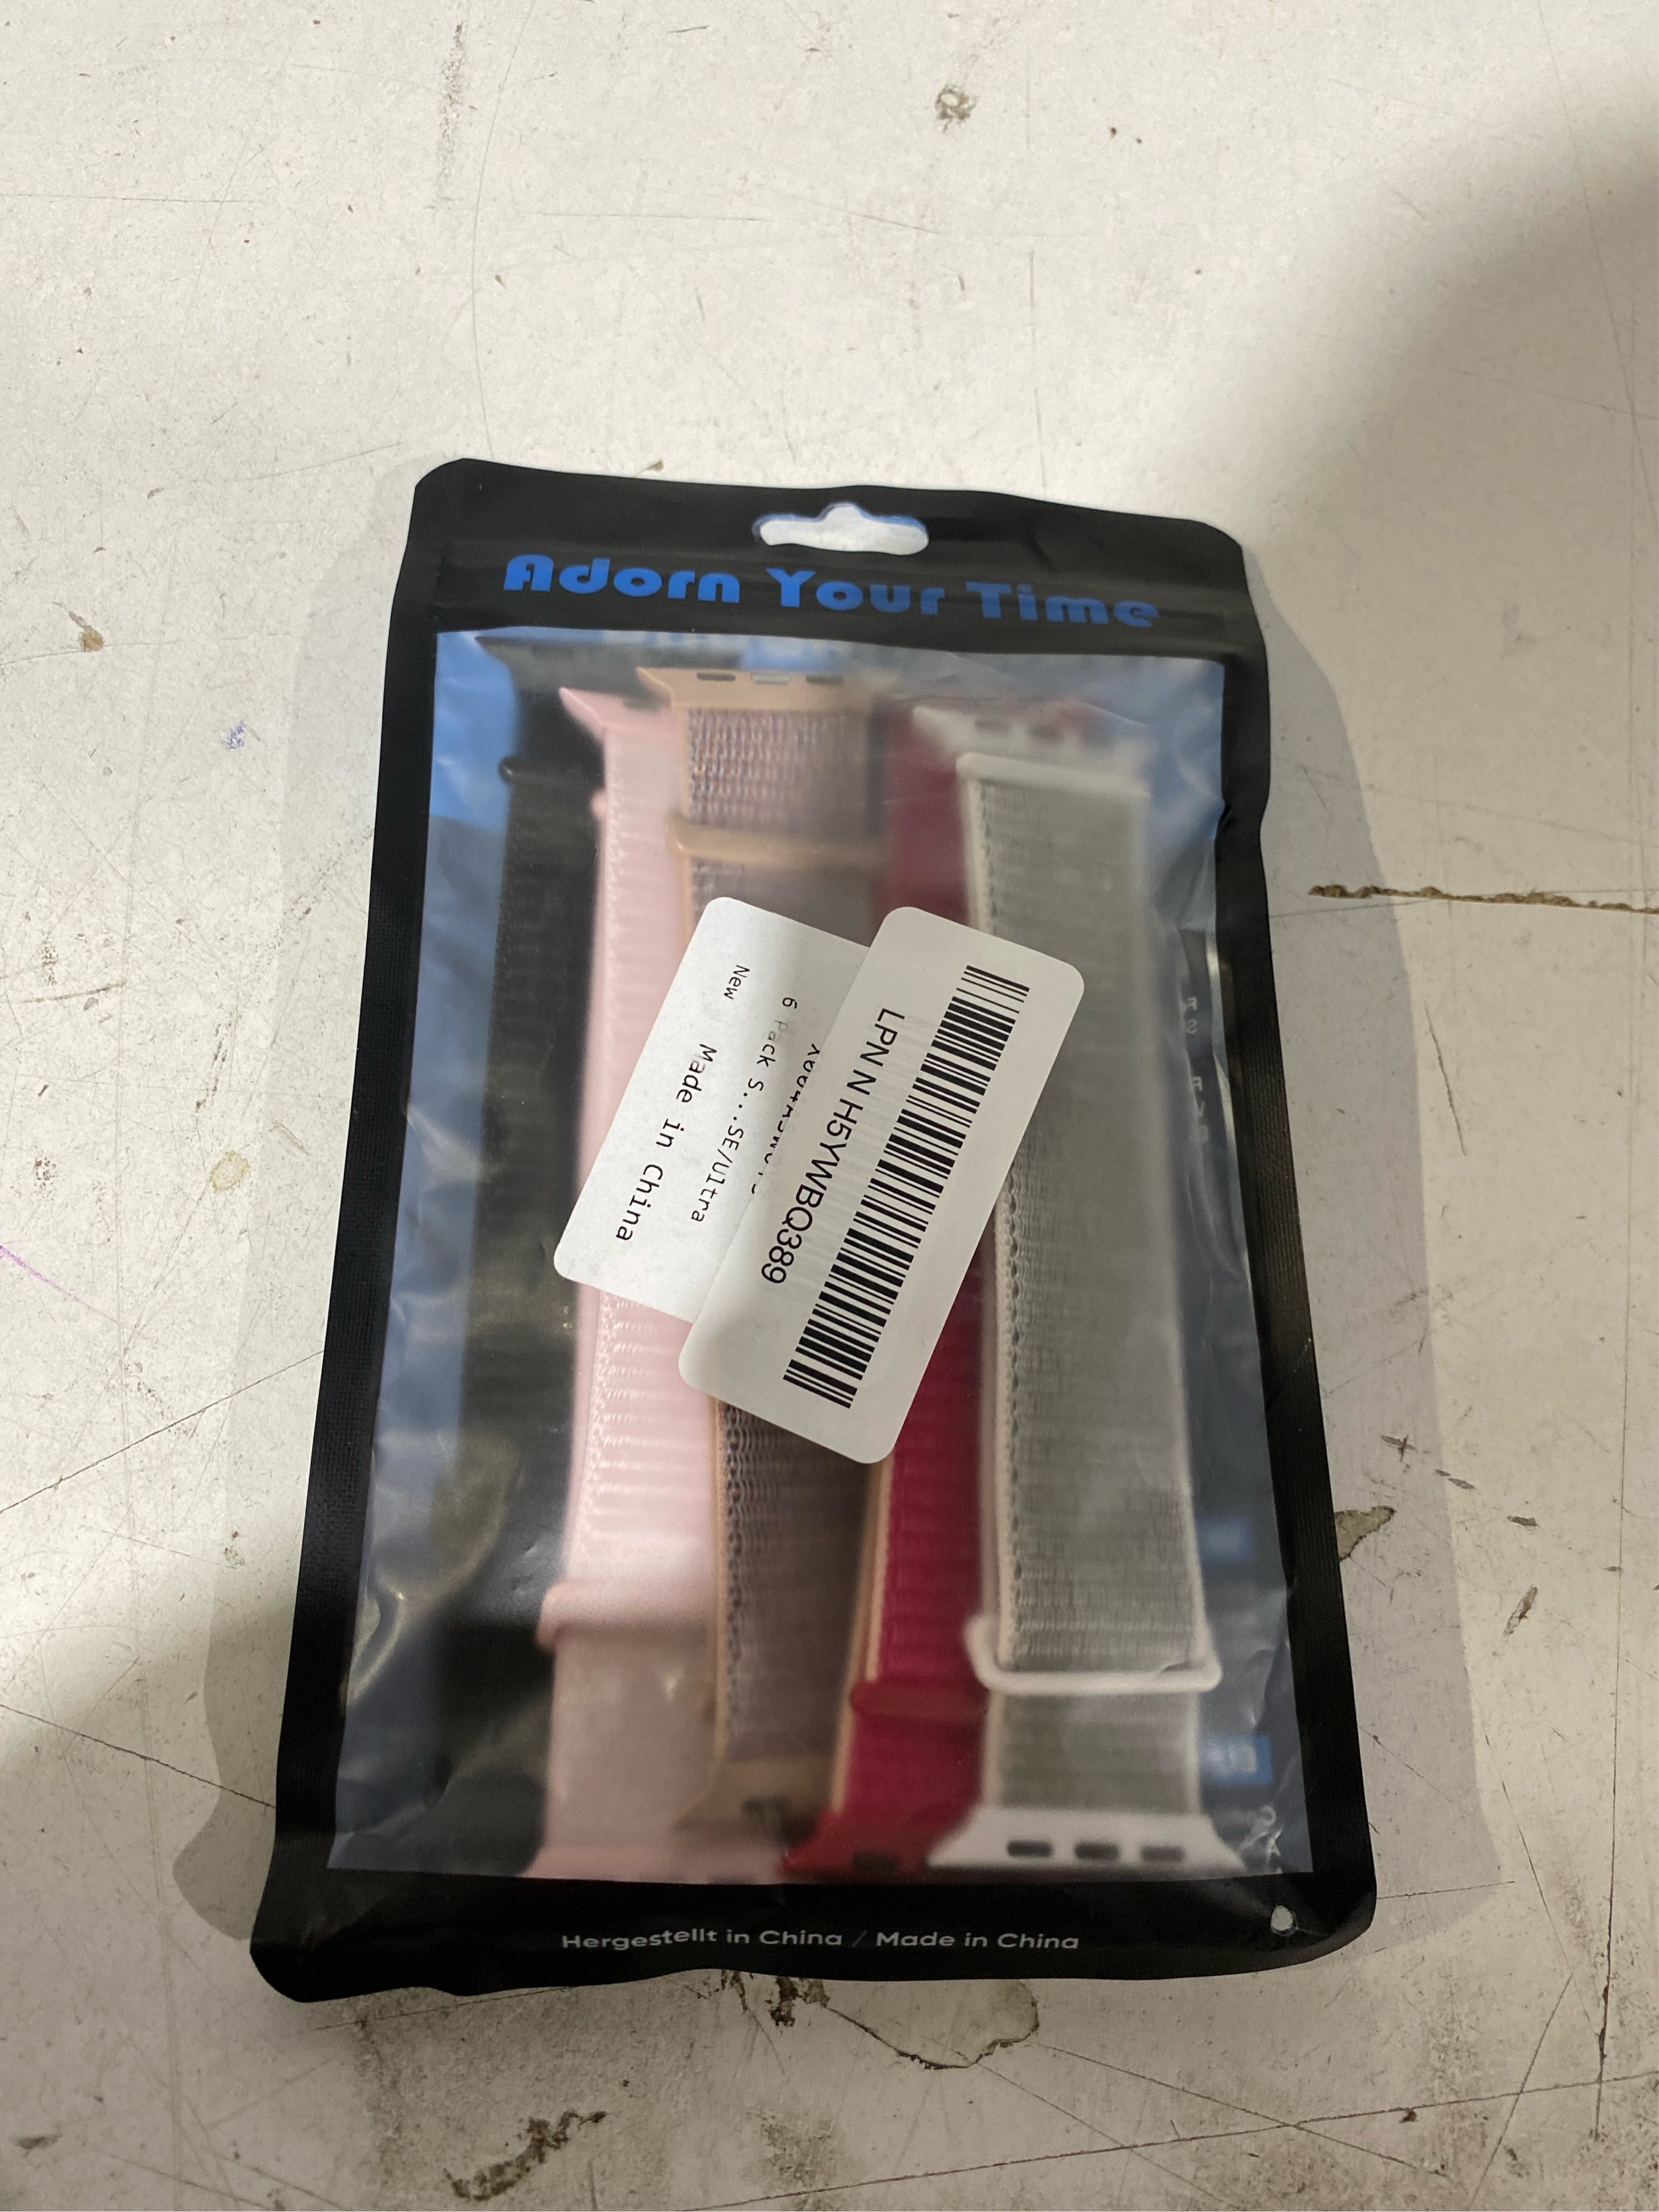 Adorn Your Time
LPN N H5YWBQ389
6 Pack S...SE/Ultra
New
Made in China
Hergestellt in China / Made in China